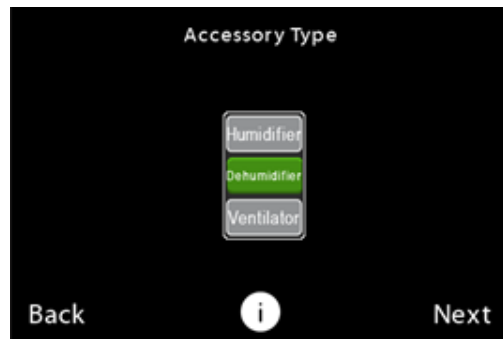 Accessory Type
Humidifier
Dehumidifier
Ventilator
Back i Next